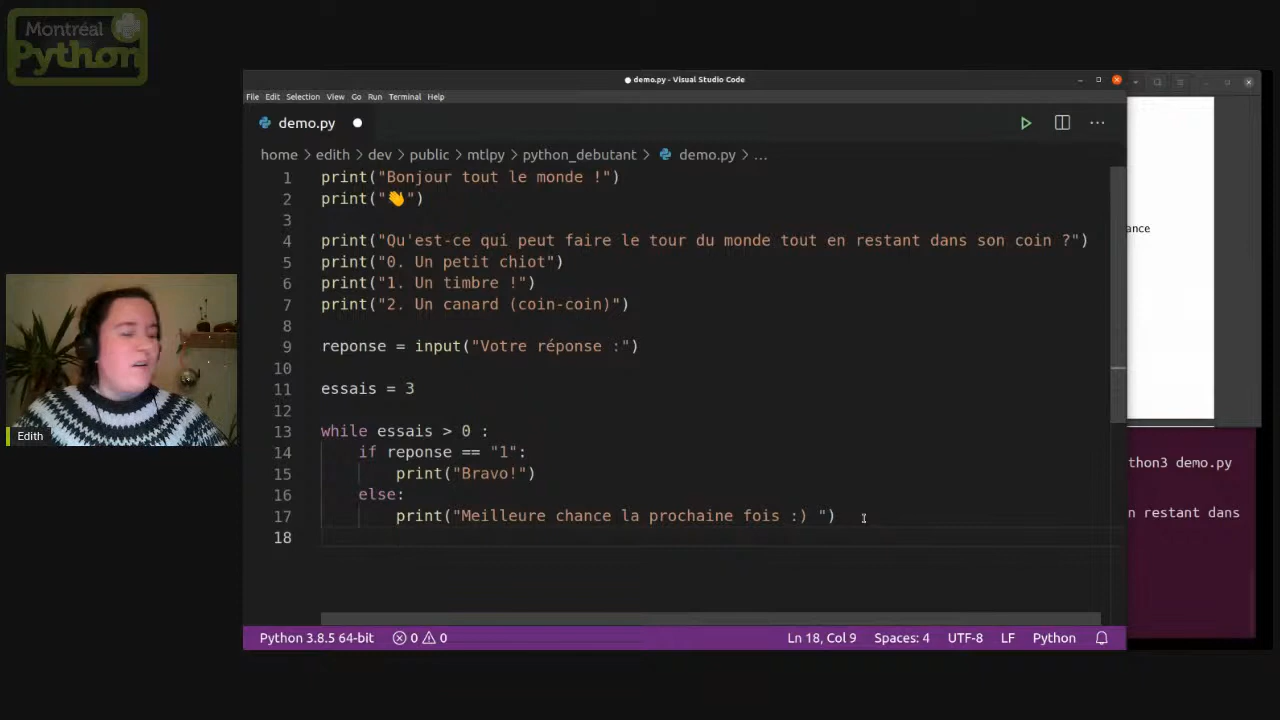 Montréal
Python
demo.py - Visual Studio Code
File Edit Selection View Go Run Terminal Help
demo.py
home > edith > dev > public > mtlpy > python_debutant > demo.py > ...
1 print("Bonjour tout le monde !")
2 print("👋")
3
4 print("Qu'est-ce qui peut faire le tour du monde tout en restant dans son coin ?")
5 print("0. Un petit chiot")
6 print("1. Un timbre !")
7 print("2. Un canard (coin-coin)")
8
9 reponse = input("Votre réponse :")
10
11 essais = 3
12
13 while essais > 0 :
14 if reponse == "1":
15 print("Bravo!")
16 else:
17 print("Meilleure chance la prochaine fois :) ")
18
ance
thon3 demo.py
n restant dans
Edith
Python 3.8.5 64-bit 0 0 Ln 18, Col 9 Spaces: 4 UTF-8 LF Python